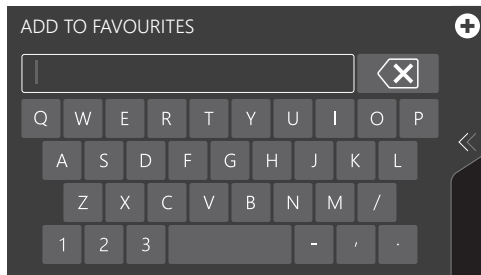 ADD TO FAVOURITES
Q W E R T Y U I O P
A S D F G H J K L
Z X C V B N M /
1 2 3 - , .